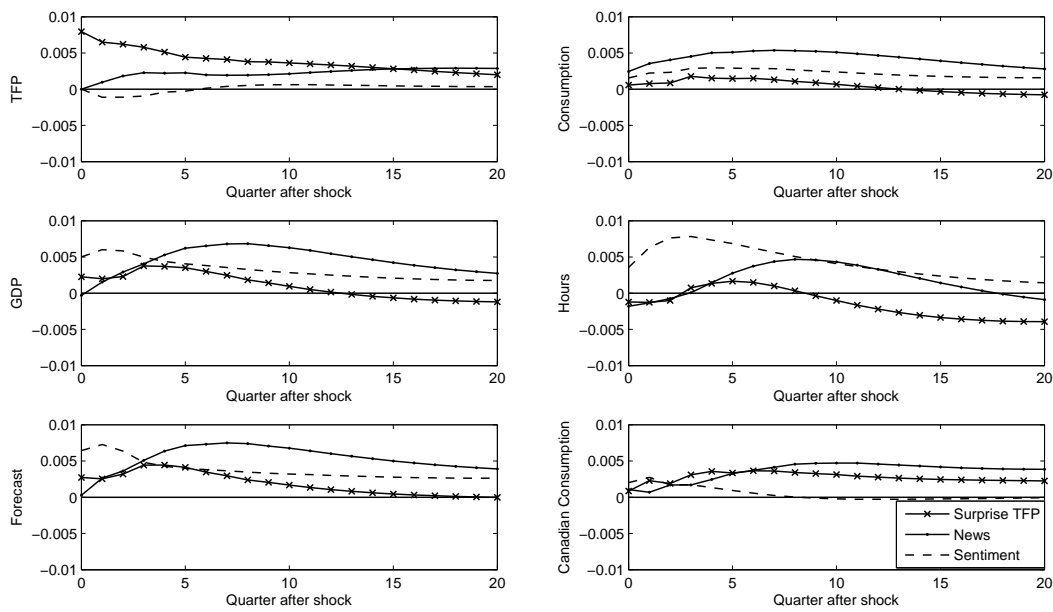 0.01
0.005
0
−0.005
−0.01
TFP
0 5 10 15 20
Quarter after shock
0.01
0.005
0
−0.005
−0.01
Consumption
0 5 10 15 20
Quarter after shock
0.01
0.005
0
−0.005
−0.01
GDP
0 5 10 15 20
Quarter after shock
0.01
0.005
0
−0.005
−0.01
Hours
0 5 10 15 20
Quarter after shock
0.01
0.005
0
−0.005
−0.01
Forecast
0 5 10 15 20
Quarter after shock
0.01
0.005
0
−0.005
−0.01
Canadian Consumption
0 5 10 15 20
Quarter after shock
Surprise TFP
News
Sentiment